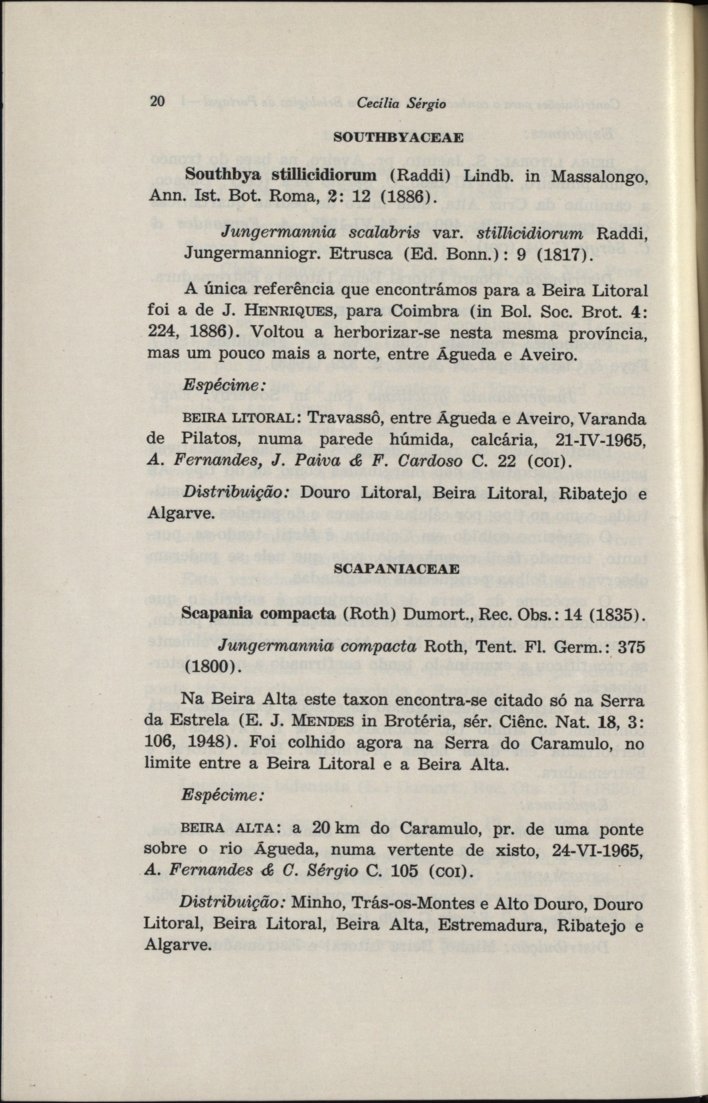 20 Cecília Sérgio
SOUTHBYACEAE
Southbya stillicidiorum (Raddi) Lindb. in Massalongo,
Ann. Ist. Bot. Roma, 2: 12 (1886).
Jungermannia scalabris var. stillicidiorum Raddi,
Jungermanniogr. Etrusca (Ed. Bonn.): 9 (1817).
A única referência que encontrámos para a Beira Litoral
foi a de J. HENRIQUES, para Coimbra (in Bol. Soc. Brot. 4:
224, 1886). Voltou a herborizar-se nesta mesma província,
mas um pouco mais a norte, entre Águeda e Aveiro.
Espécime:
BEIRA LITORAL: Travassô, entre Águeda e Aveiro, Varanda
de Pilatos, numa parede húmida, calcária, 21-IV-1965,
A. Fernandes, J. Paiva & F. Cardoso C. 22 (COI).
Distribuição: Douro Litoral, Beira Litoral, Ribatejo e
Algarve.
SCAPANIACEAE
Scapania compacta (Roth) Dumort., Rec. Obs.: 14 (1835).
Jungermannia compacta Roth, Tent. Fl. Germ.: 375
(1800).
Na Beira Alta este taxon encontra-se citado só na Serra
da Estrela (E. J. MENDES in Brotéria, sér. Ciênc. Nat. 18, 3:
106, 1948). Foi colhido agora na Serra do Caramulo, no
limite entre a Beira Litoral e a Beira Alta.
Espécime:
BEIRA ALTA: a 20 km do Caramulo, pr. de uma ponte
sobre o rio Águeda, numa vertente de xisto, 24-VI-1965,
A. Fernandes & C. Sérgio C. 105 (COI).
Distribuição: Minho, Trás-os-Montes e Alto Douro, Douro
Litoral, Beira Litoral, Beira Alta, Estremadura, Ribatejo e
Algarve.